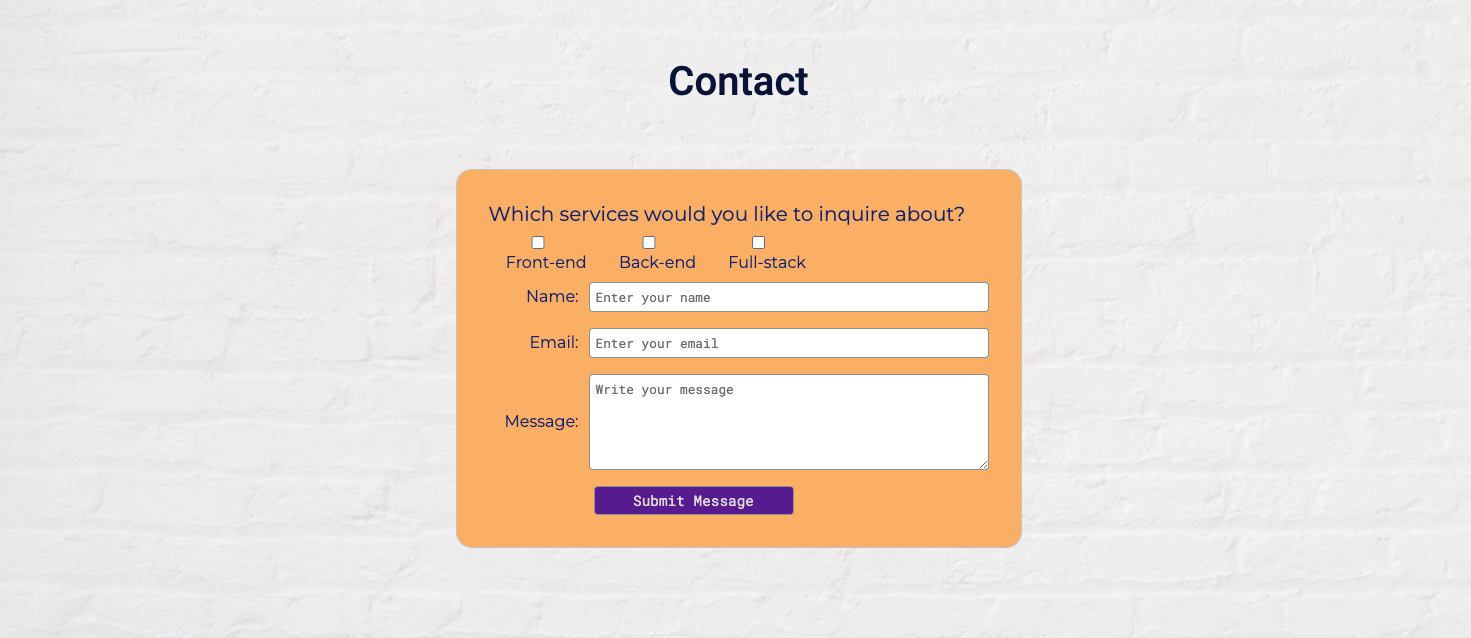 Contact
Which services would you like to inquire about?
Front-end Back-end Full-stack
Name: Enter your name
Email: Enter your email
Message: Write your message
Submit Message